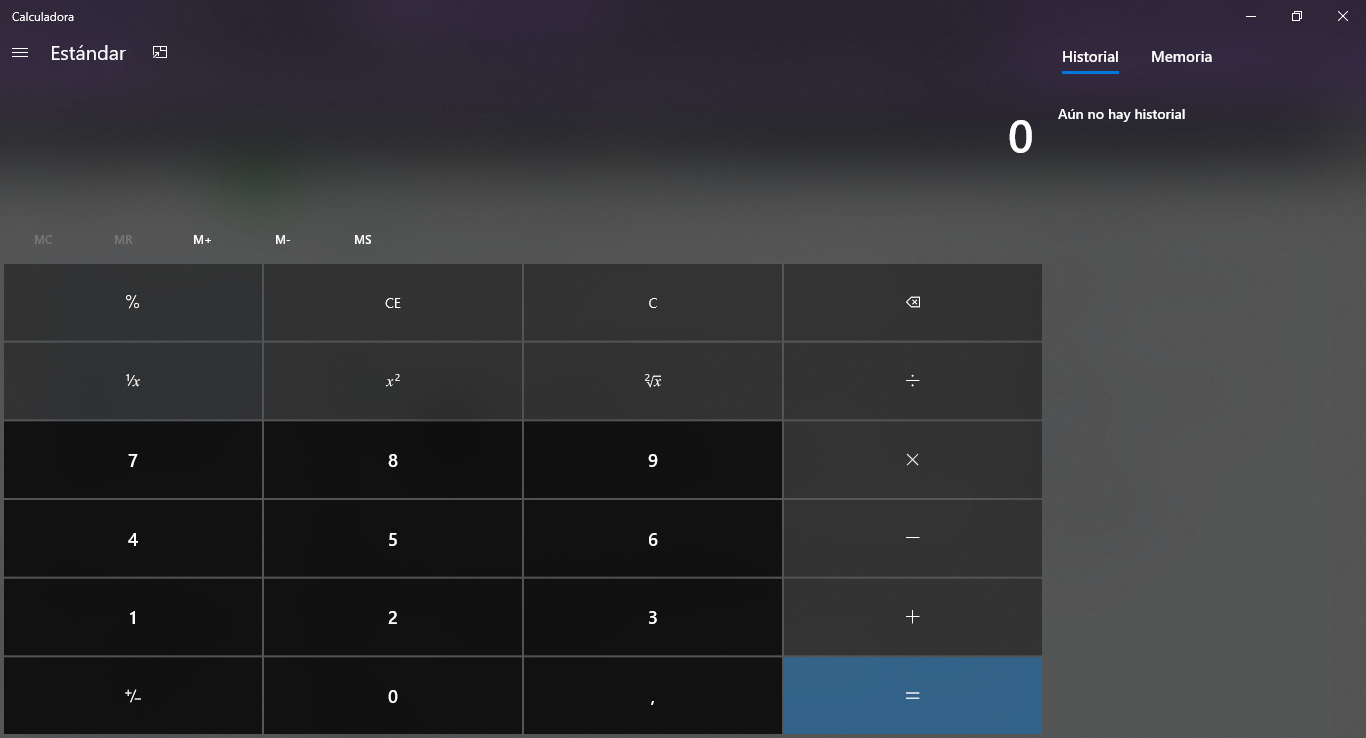 Calculadora
Estándar
Historial Memoria
Aún no hay historial
0
MC MR M+ M- MS
% CE C
¹/x x² ²√x ÷
7 8 9 ×
4 5 6 −
1 2 3 +
+/− 0 , =